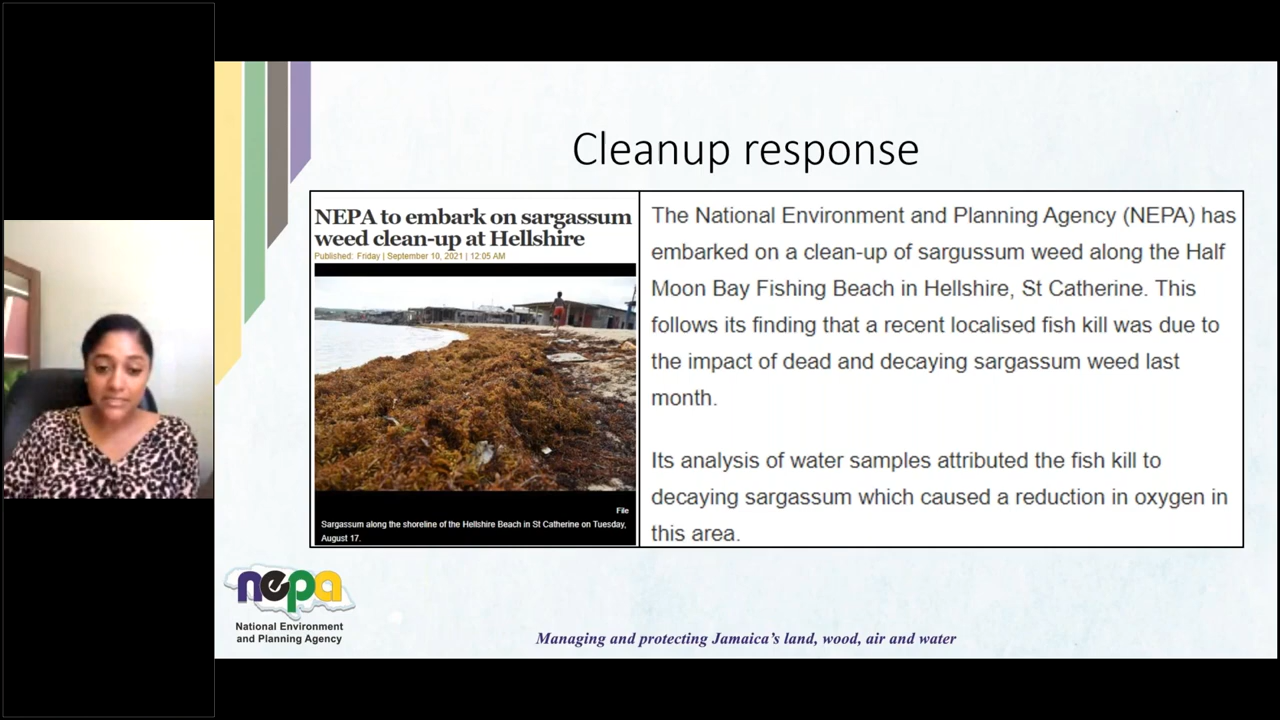 Cleanup response
NEPA to embark on sargassum
weed clean-up at Hellshire
Published: Friday | September 10, 2021 | 12:05 AM
File
Sargassum along the shoreline of the Hellshire Beach in St Catherine on Tuesday,
August 17.
The National Environment and Planning Agency (NEPA) has
embarked on a clean-up of sargussum weed along the Half
Moon Bay Fishing Beach in Hellshire, St Catherine. This
follows its finding that a recent localised fish kill was due to
the impact of dead and decaying sargassum weed last
month.
Its analysis of water samples attributed the fish kill to
decaying sargassum which caused a reduction in oxygen in
this area.
nepa
National Environment
and Planning Agency
Managing and protecting Jamaica's land, wood, air and water